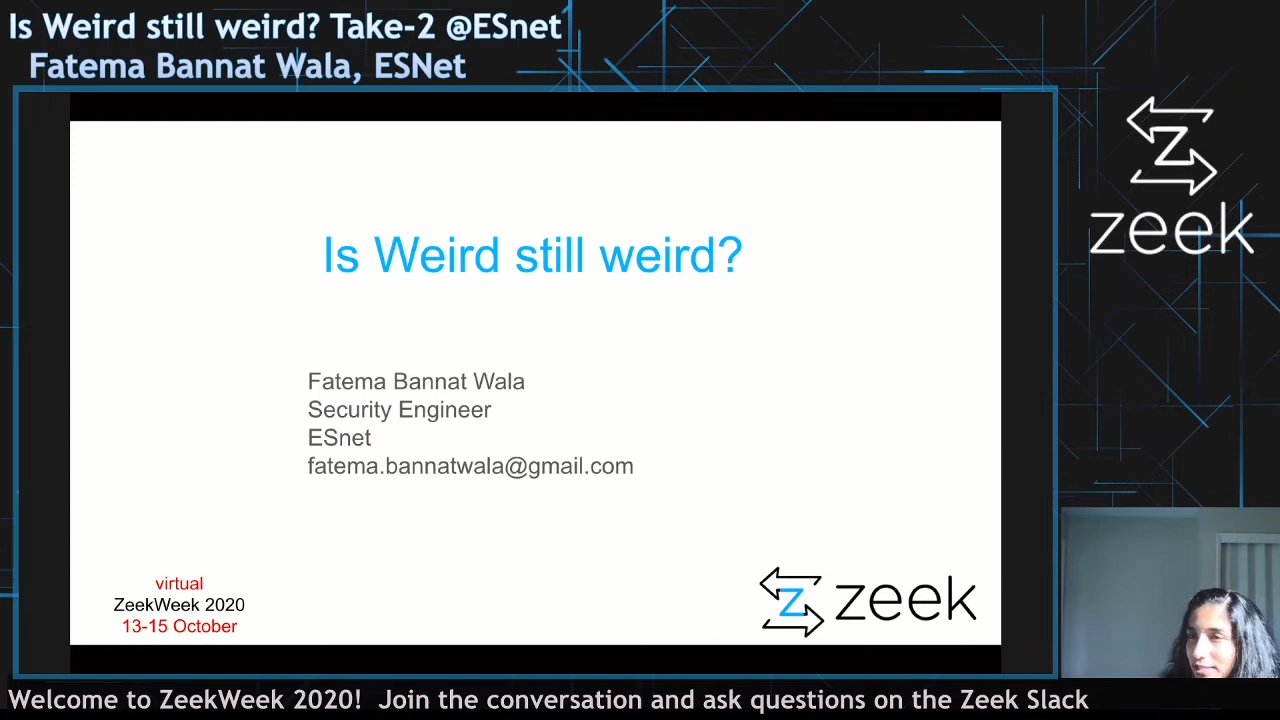 Is Weird still weird? Take-2 @ESnet
Fatema Bannat Wala, ESNet
Z
zeek
Is Weird still weird?
Fatema Bannat Wala
Security Engineer
ESnet
fatema.bannatwala@gmail.com
virtual
ZeekWeek 2020
13-15 October
z
zeek
Welcome to ZeekWeek 2020!  Join the conversation and ask questions on the Zeek Slack